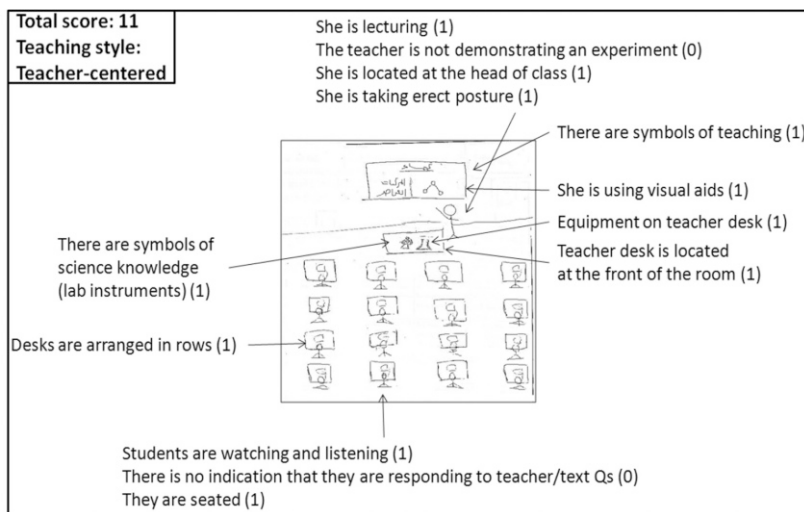 Total score: 11
Teaching style:
Teacher-centered
She is lecturing (1)
The teacher is not demonstrating an experiment (0)
She is located at the head of class (1)
She is taking erect posture (1)
There are symbols of teaching (1)
She is using visual aids (1)
Equipment on teacher desk (1)
Teacher desk is located
at the front of the room (1)
There are symbols of
science knowledge
(lab instruments) (1)
Desks are arranged in rows (1)
Students are watching and listening (1)
There is no indication that they are responding to teacher/text Qs (0)
They are seated (1)